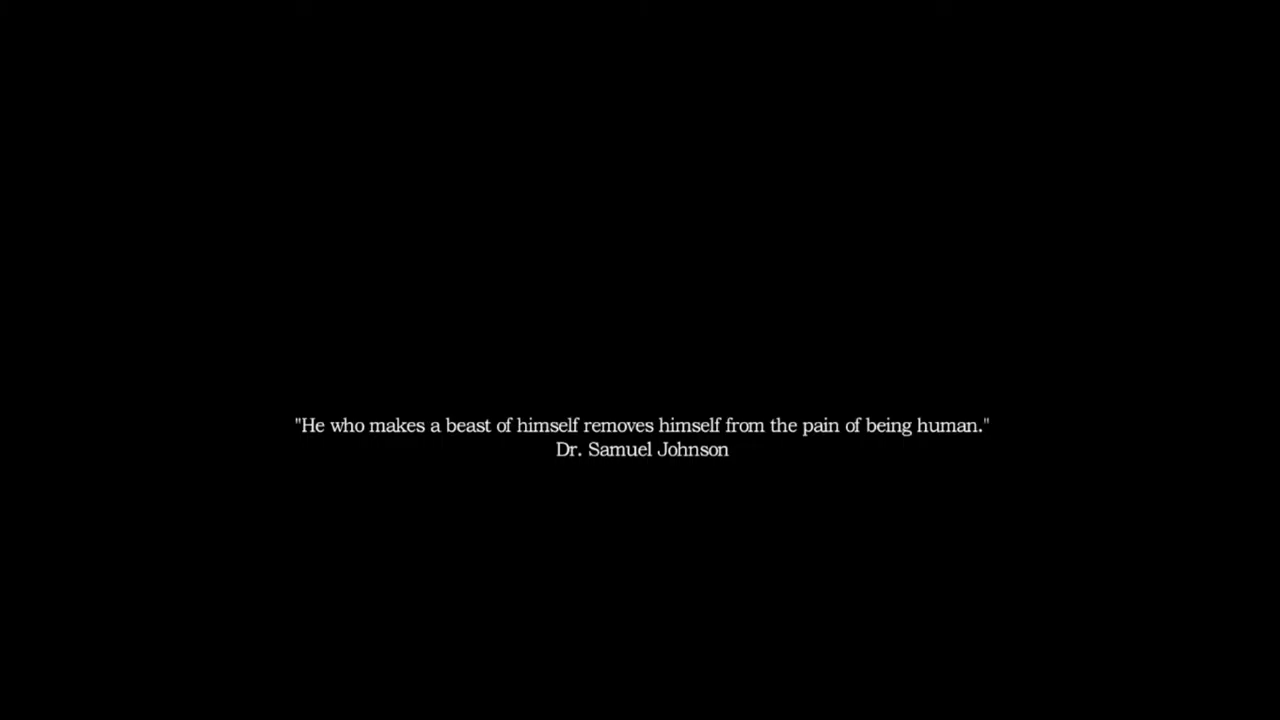 "He who makes a beast of himself removes himself from the pain of being human."
Dr. Samuel Johnson